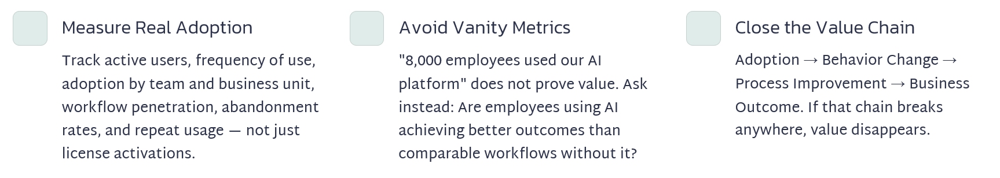 Measure Real Adoption
Track active users, frequency of use,
adoption by team and business unit,
workflow penetration, abandonment
rates, and repeat usage — not just
license activations.
Avoid Vanity Metrics
"8,000 employees used our AI
platform" does not prove value. Ask
instead: Are employees using AI
achieving better outcomes than
comparable workflows without it?
Close the Value Chain
Adoption → Behavior Change →
Process Improvement → Business
Outcome. If that chain breaks
anywhere, value disappears.